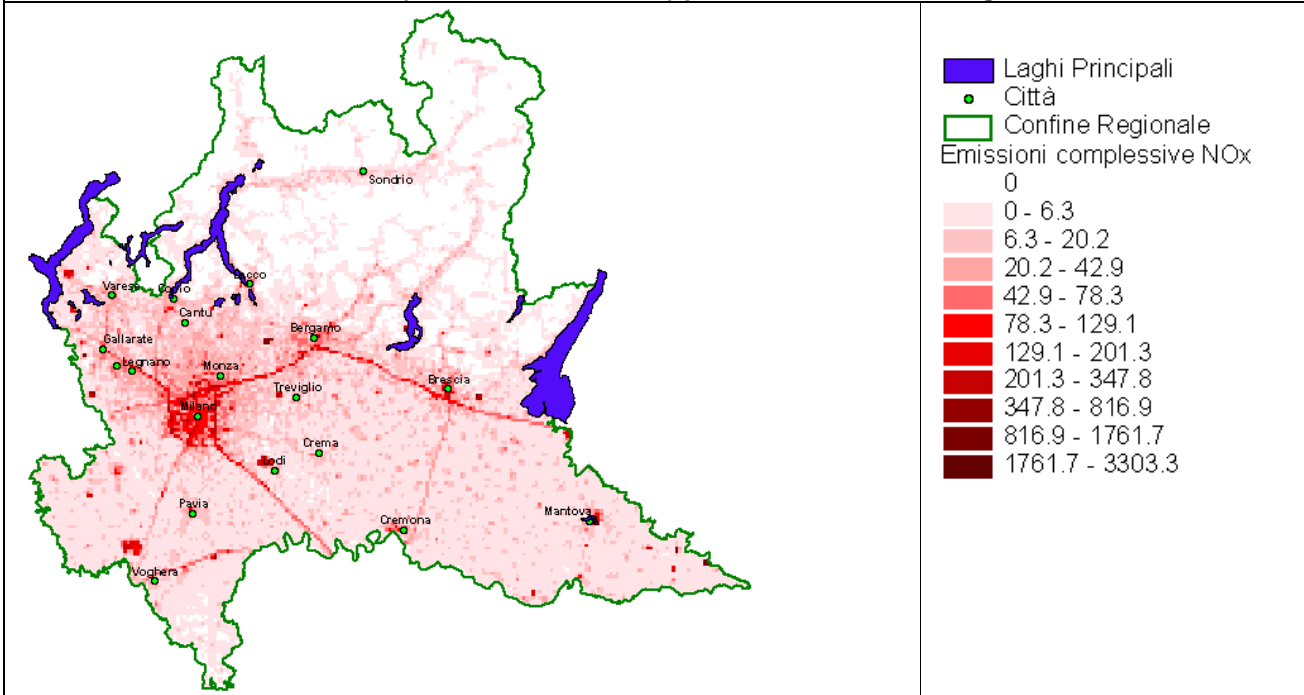 Laghi Principali
Città
Confine Regionale
Emissioni complessive NOx
0
0 - 6.3
6.3 - 20.2
20.2 - 42.9
42.9 - 78.3
78.3 - 129.1
129.1 - 201.3
201.3 - 347.8
347.8 - 816.9
816.9 - 1761.7
1761.7 - 3303.3
Sondrio
Lecco
Varese
Como
Cantu
Bergamo
Gallarate
Legnano
Monza
Brescia
Treviglio
Milano
Crema
Lodi
Pavia
Cremona
Mantova
Voghera